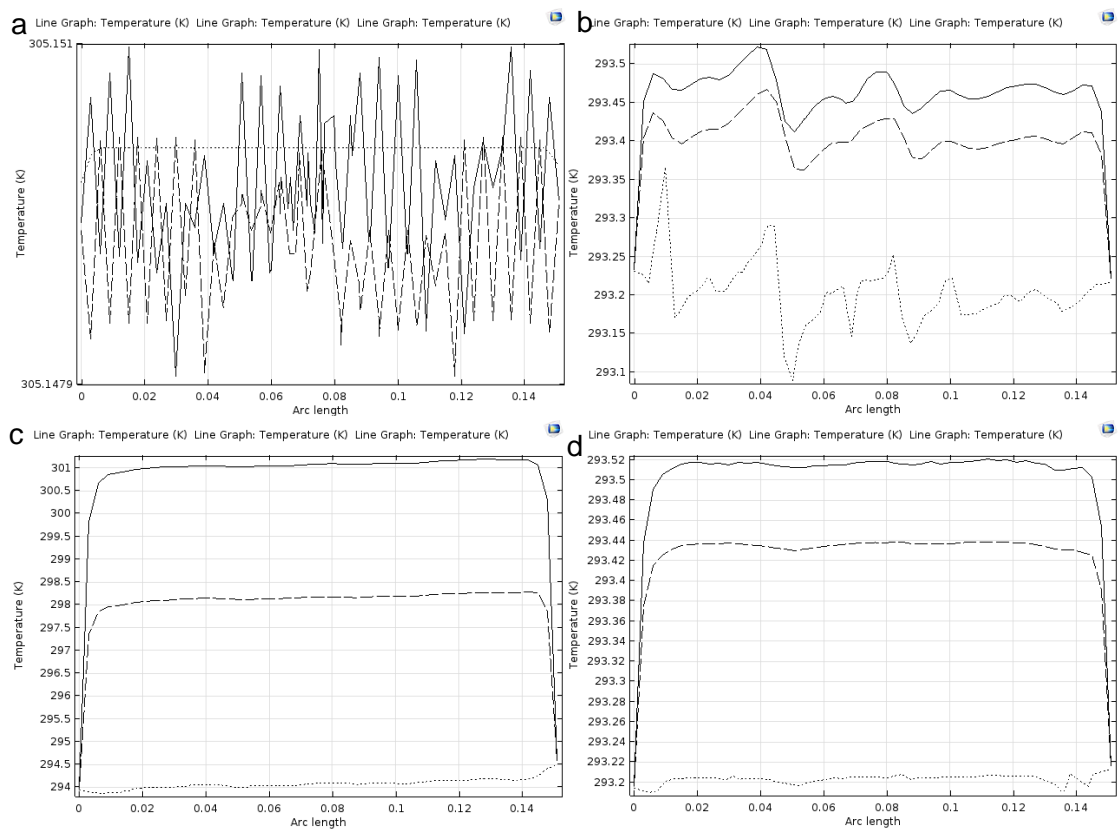 a
Line Graph: Temperature (K) Line Graph: Temperature (K) Line Graph: Temperature (K)
305.151
305.1479
Temperature (K)
0 0.02 0.04 0.06 0.08 0.1 0.12 0.14
Arc length
b
Line Graph: Temperature (K) Line Graph: Temperature (K) Line Graph: Temperature (K)
293.5
293.45
293.4
293.35
293.3
293.25
293.2
293.15
293.1
Temperature (K)
0 0.02 0.04 0.06 0.08 0.1 0.12 0.14
Arc length
c
Line Graph: Temperature (K) Line Graph: Temperature (K) Line Graph: Temperature (K)
301
300.5
300
299.5
299
298.5
298
297.5
297
296.5
296
295.5
295
294.5
294
Temperature (K)
0 0.02 0.04 0.06 0.08 0.1 0.12 0.14
Arc length
d
Line Graph: Temperature (K) Line Graph: Temperature (K) Line Graph: Temperature (K)
293.52
293.5
293.48
293.46
293.44
293.42
293.4
293.38
293.36
293.34
293.32
293.3
293.28
293.26
293.24
293.22
293.2
Temperature (K)
0 0.02 0.04 0.06 0.08 0.1 0.12 0.14
Arc length